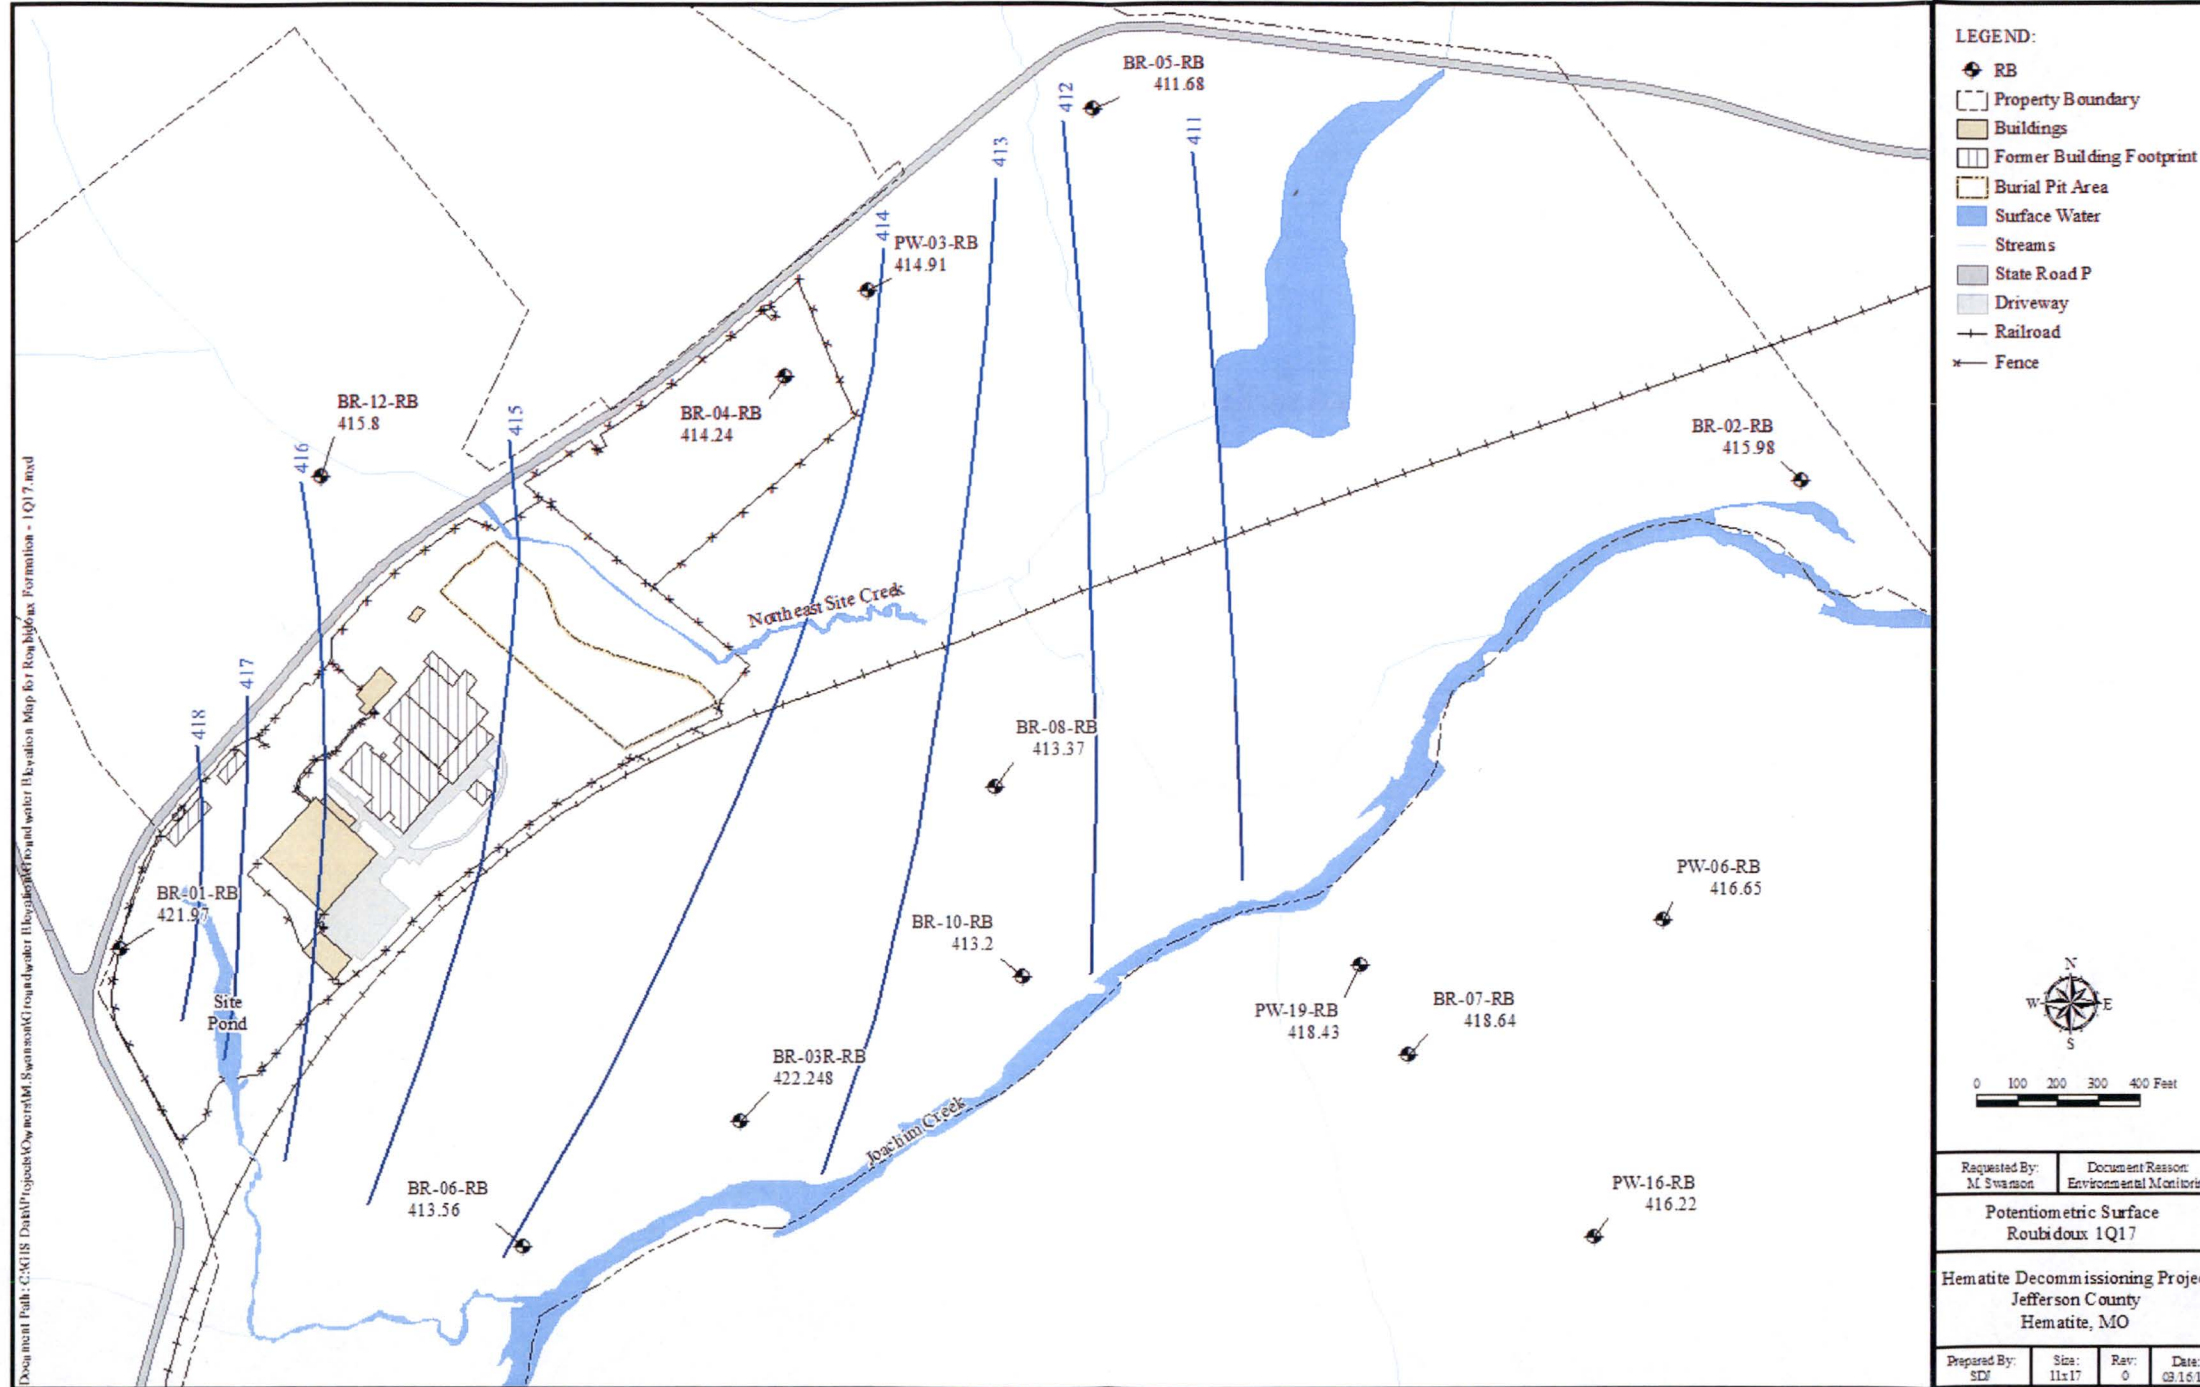 BR-05-RB
411.68
412
411
413
414
PW-03-RB
414.91
BR-12-RB
415.8
BR-04-RB
414.24
415
416
BR-02-RB
415.98
Northeast Site Creek
417
418
BR-08-RB
413.37
BR-01-RB
421.97
PW-06-RB
416.65
BR-10-RB
413.2
Site
Pond
PW-19-RB
418.43
BR-07-RB
418.64
BR-03R-RB
422.248
Joachim Creek
BR-06-RB
413.56
PW-16-RB
416.22
LEGEND:
RB
Property Boundary
Buildings
Former Building Footprint
Burial Pit Area
Surface Water
Streams
State Road P
Driveway
Railroad
Fence
N
W
E
S
0 100 200 300 400 Feet
Requested By:
M. Swanson
Document Reason:
Environmental
Potentiometric Surface
Roubidoux 1Q17
Hematite Decommissioning
Jefferson County
Hematite, MO
Prepared By:
SDJ
Size:
11x17
Rev:
0
Date: